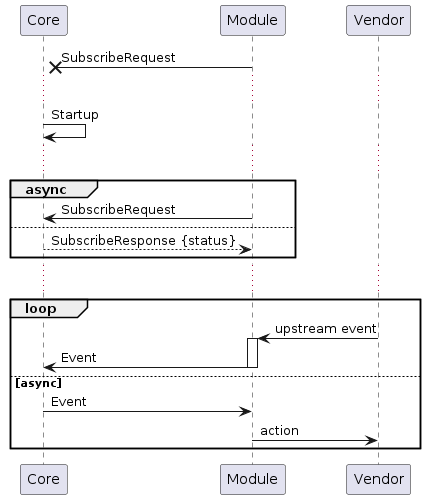 Core Module Vendor
SubscribeRequest
Startup
async
SubscribeRequest
SubscribeResponse {status}
loop
upstream event
Event
[async]
Event
action
Core Module Vendor